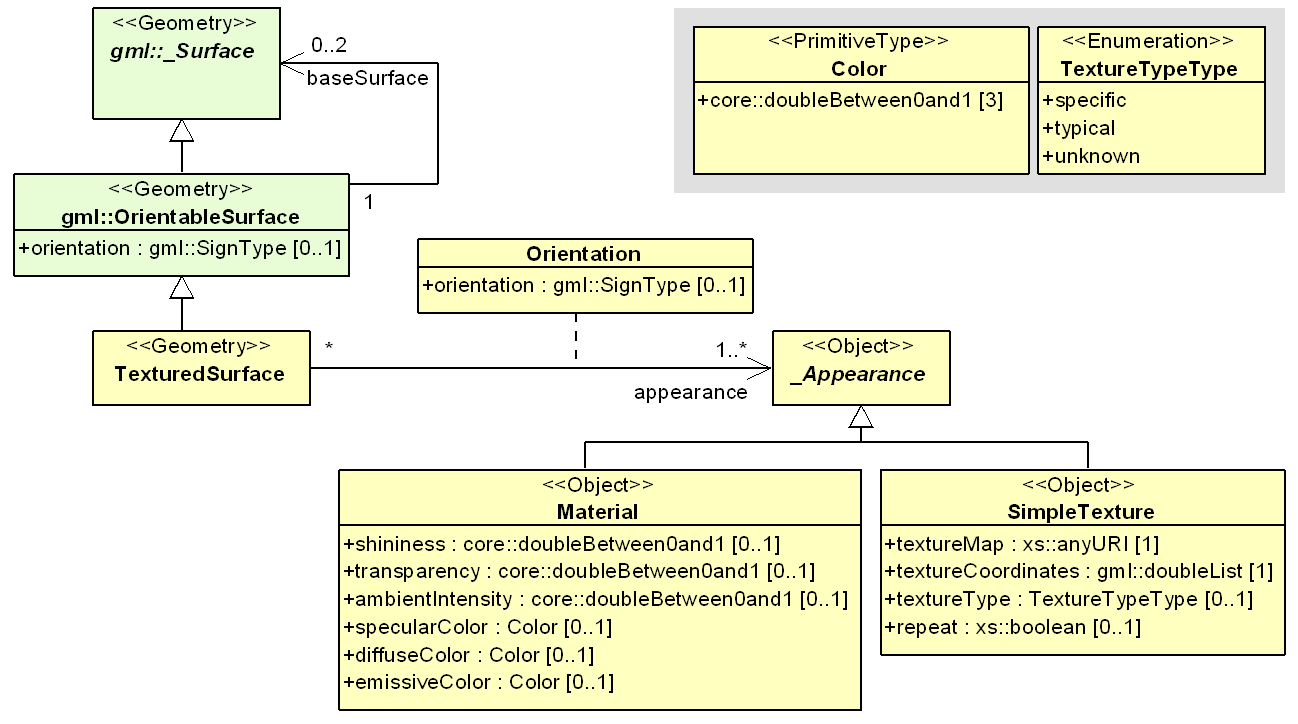 <<Geometry>>
gml::_Surface
0..2
baseSurface
<<PrimitiveType>>
Color
+core::doubleBetween0and1 [3]
<<Enumeration>>
TextureTypeType
+specific
+typical
+unknown
<<Geometry>>
gml::OrientableSurface
+orientation : gml::SignType [0..1]
1
Orientation
+orientation : gml::SignType [0..1]
<<Geometry>>
TexturedSurface
*
1..*
appearance
<<Object>>
_Appearance
<<Object>>
Material
+shininess : core::doubleBetween0and1 [0..1]
+transparency : core::doubleBetween0and1 [0..1]
+ambientIntensity : core::doubleBetween0and1 [0..1]
+specularColor : Color [0..1]
+diffuseColor : Color [0..1]
+emissiveColor : Color [0..1]
<<Object>>
SimpleTexture
+textureMap : xs::anyURI [1]
+textureCoordinates : gml::doubleList [1]
+textureType : TextureTypeType [0..1]
+repeat : xs::boolean [0..1]